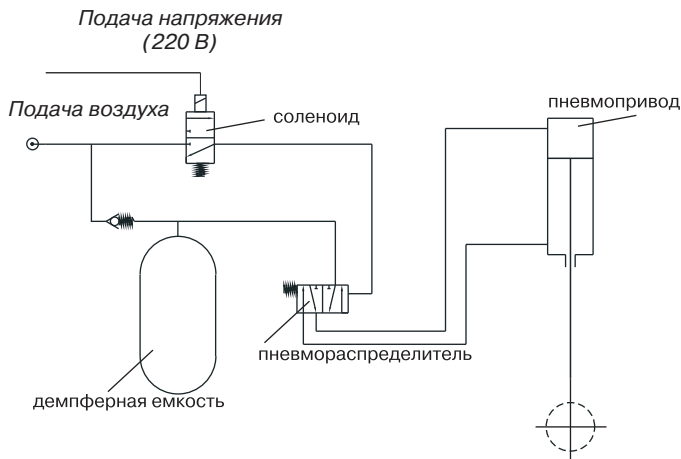 Подача напряжения
(220 В)
Подача воздуха
соленоид
пневмопривод
пневмораспределитель
демпферная емкость